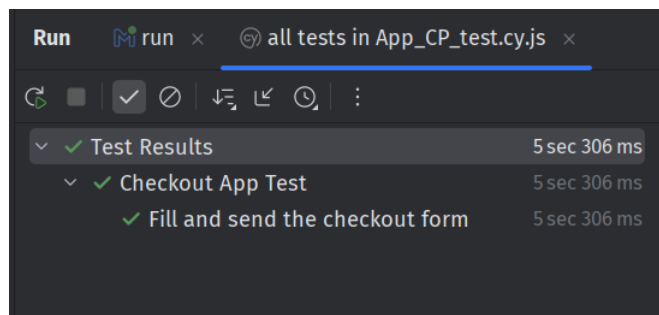 Run run × all tests in App_CP_test.cy.js ×
Test Results 5 sec 306 ms
Checkout App Test 5 sec 306 ms
Fill and send the checkout form 5 sec 306 ms